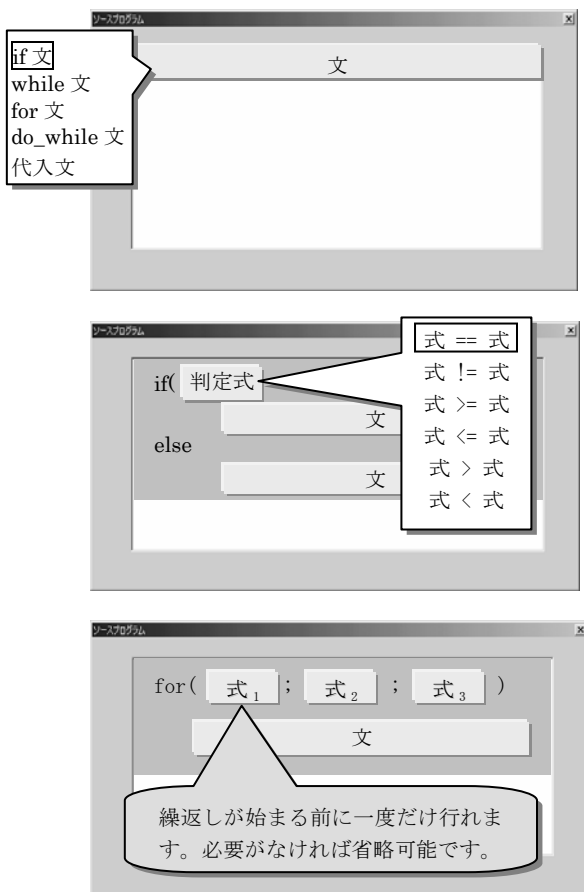 ソースプログラム
if 文
while 文
for 文
do_while 文
代入文
文
ソースプログラム
if( 判定式
文
else
文
式 == 式
式 != 式
式 >= 式
式 <= 式
式 > 式
式 < 式
ソースプログラム
for( 式1 ; 式2 ; 式3 )
文
繰返しが始まる前に一度だけ行れま
す。必要がなければ省略可能です。